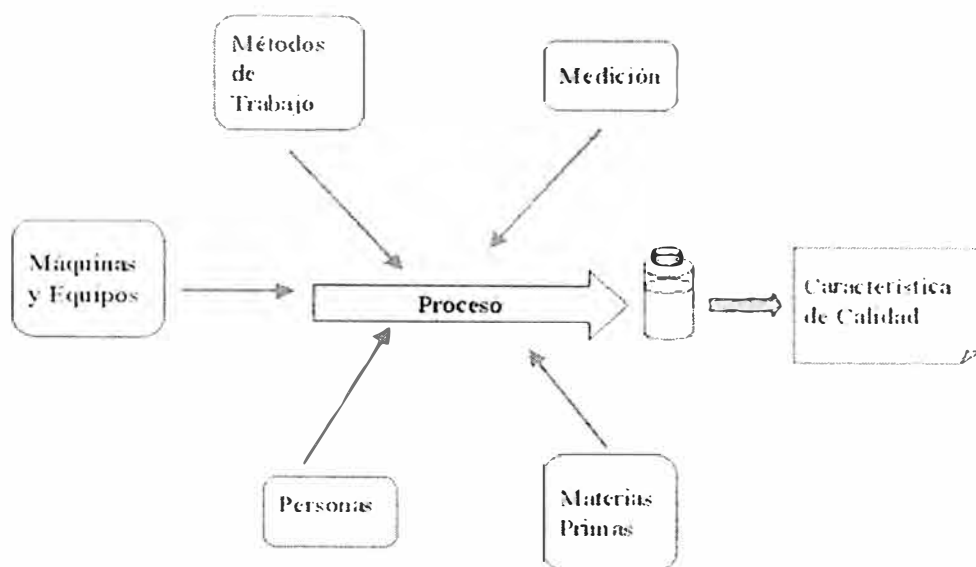 Métodos
de
Trabajo
Medición
Máquinas
y Equipos
Proceso
Característica
de Calidad
Personas
Materias
Primas